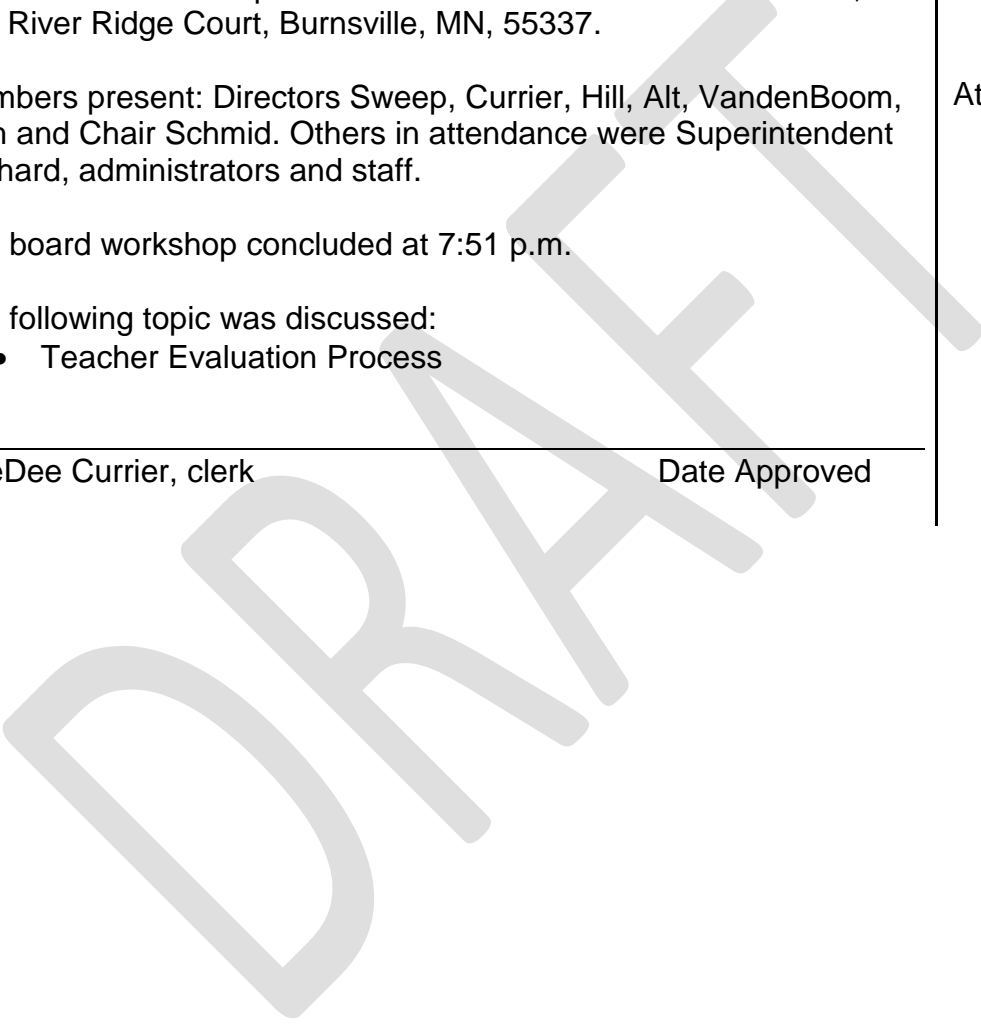 River Ridge Court, Burnsville, MN, 55337.
mbers present: Directors Sweep, Currier, Hill, Alt, VandenBoom,
and Chair Schmid. Others in attendance were Superintendent
hard, administrators and staff.
board workshop concluded at 7:51 p.m.
following topic was discussed:
• Teacher Evaluation Process
eDee Currier, clerk Date Approved
At
DRAFT